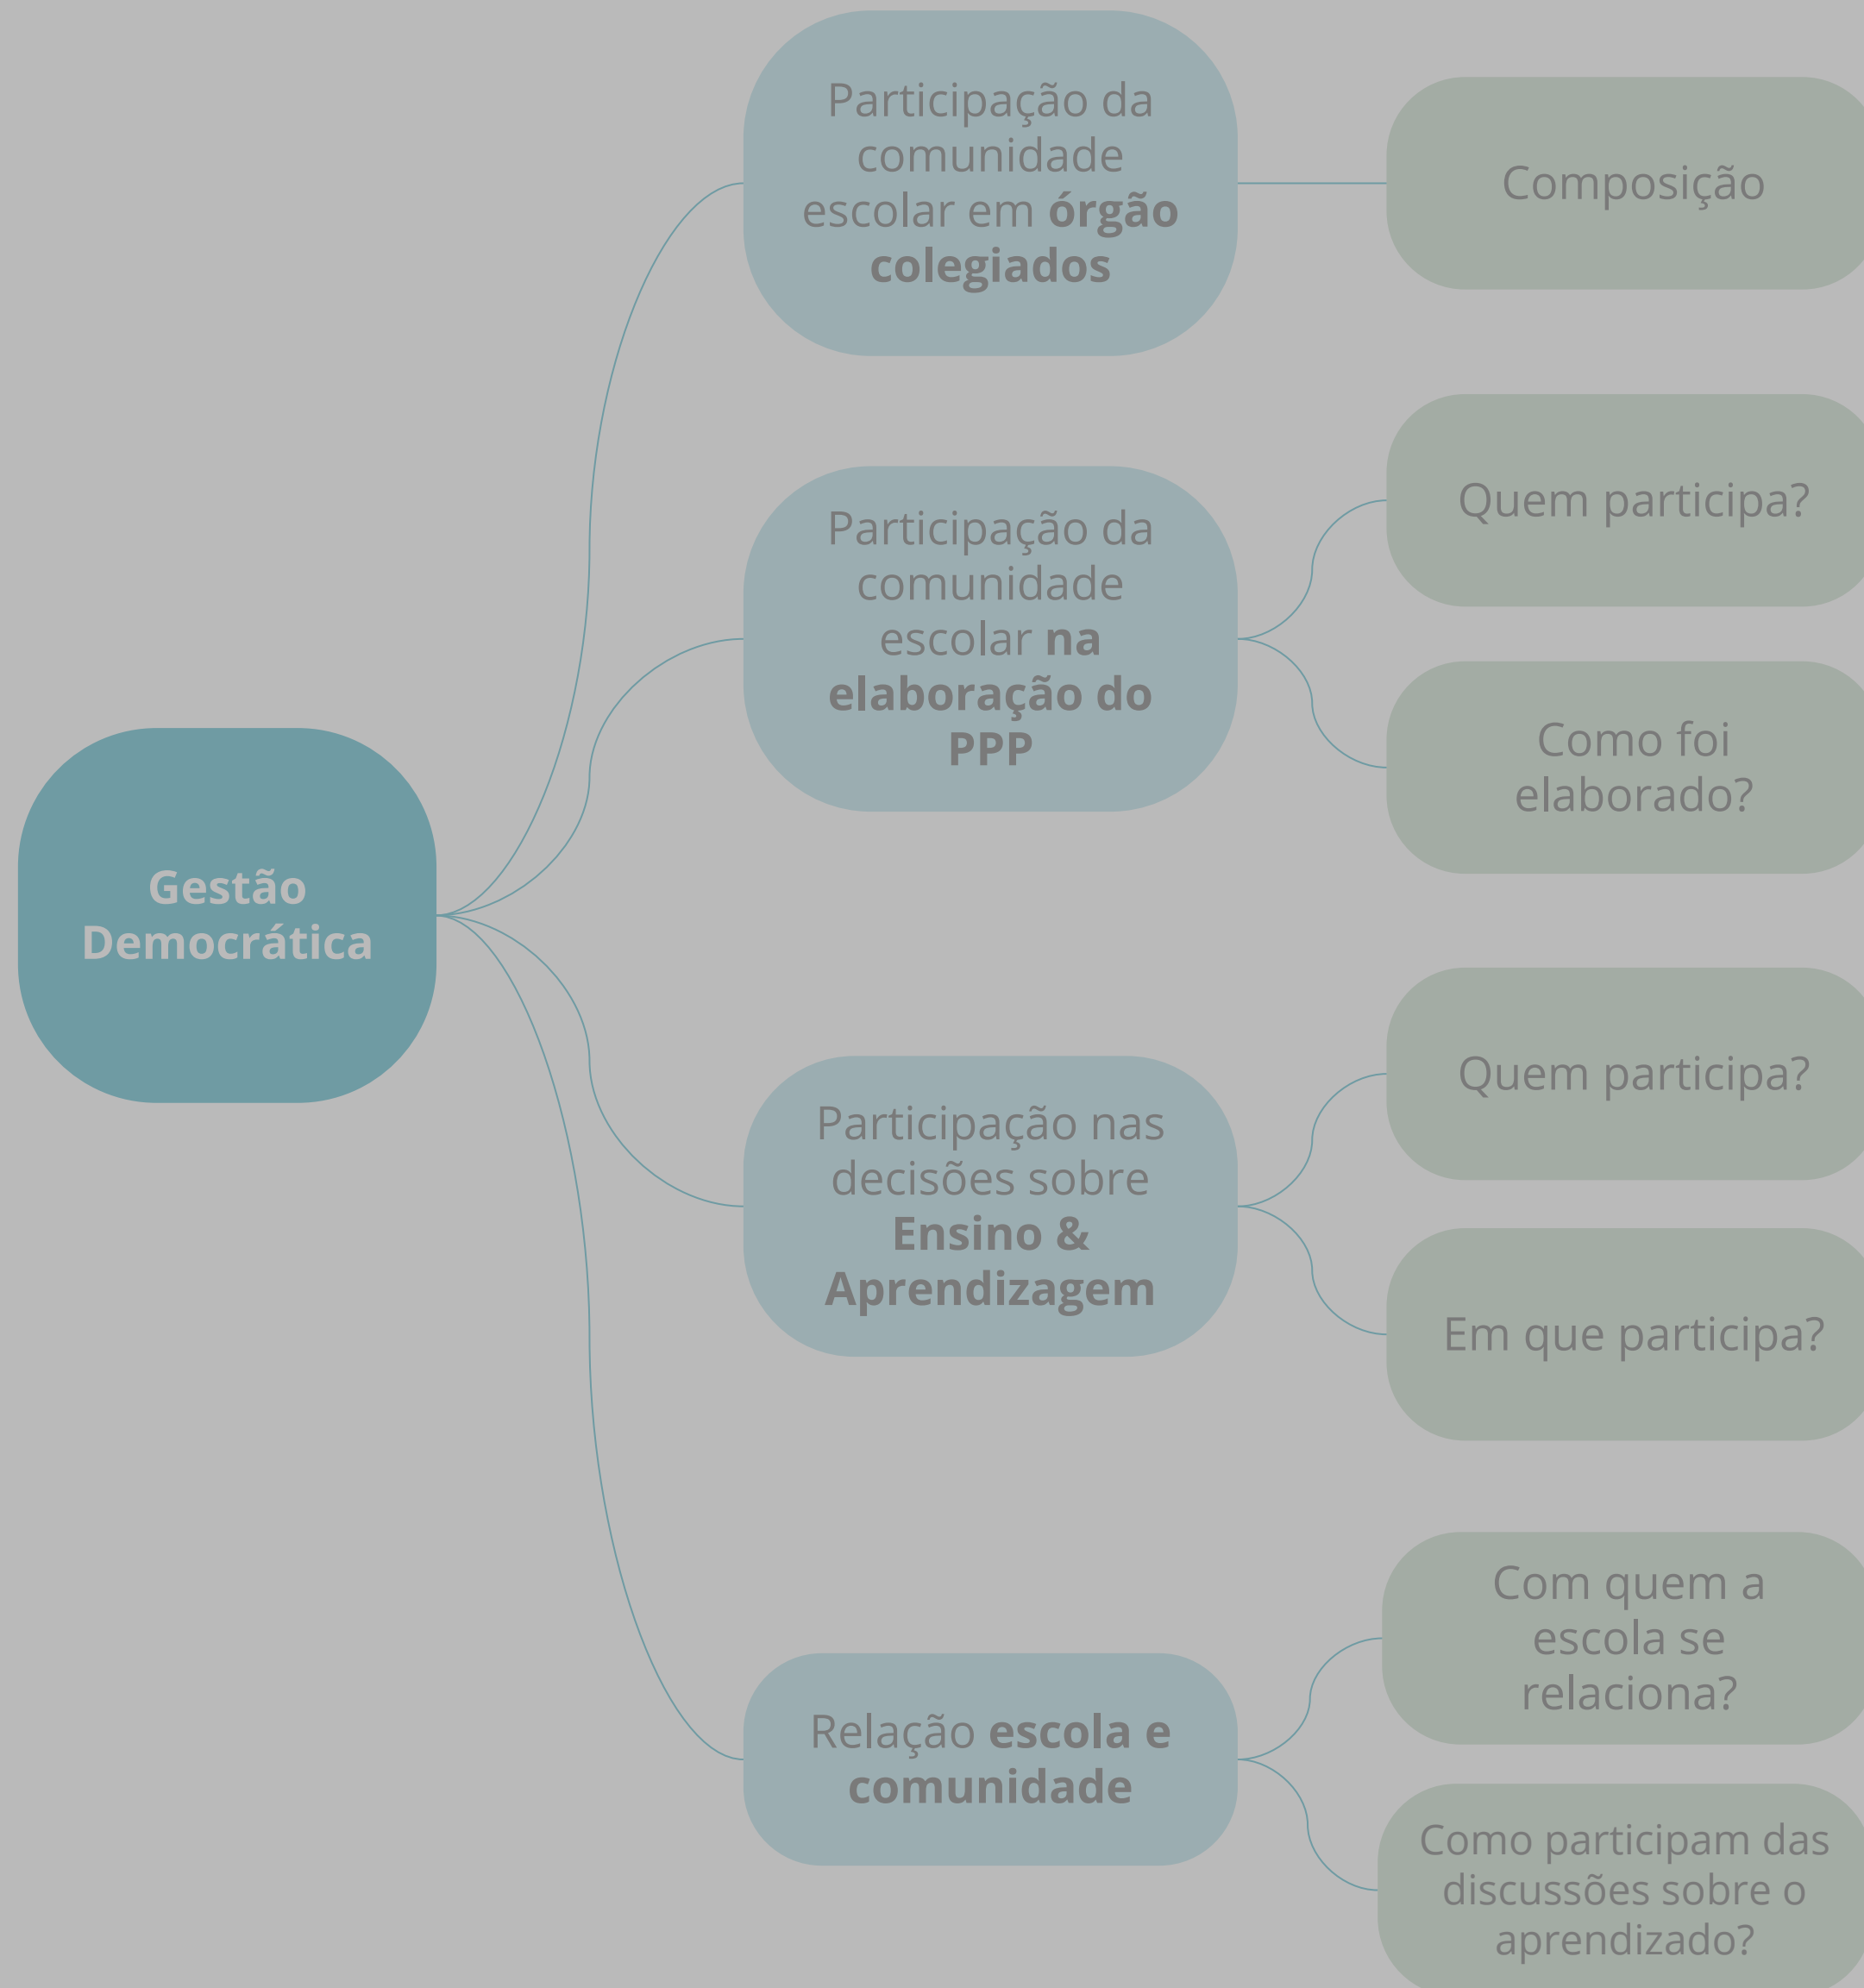 Gestão
Democrática
Participação da
comunidade
escolar em órgão
colegiados
Composição
Participação da
comunidade
escolar na
elaboração do
PPP
Quem participa?
Como foi
elaborado?
Participação nas
decisões sobre
Ensino &
Aprendizagem
Quem participa?
Em que participa?
Relação escola e
comunidade
Com quem a
escola se
relaciona?
Como participam das
discussões sobre o
aprendizado?